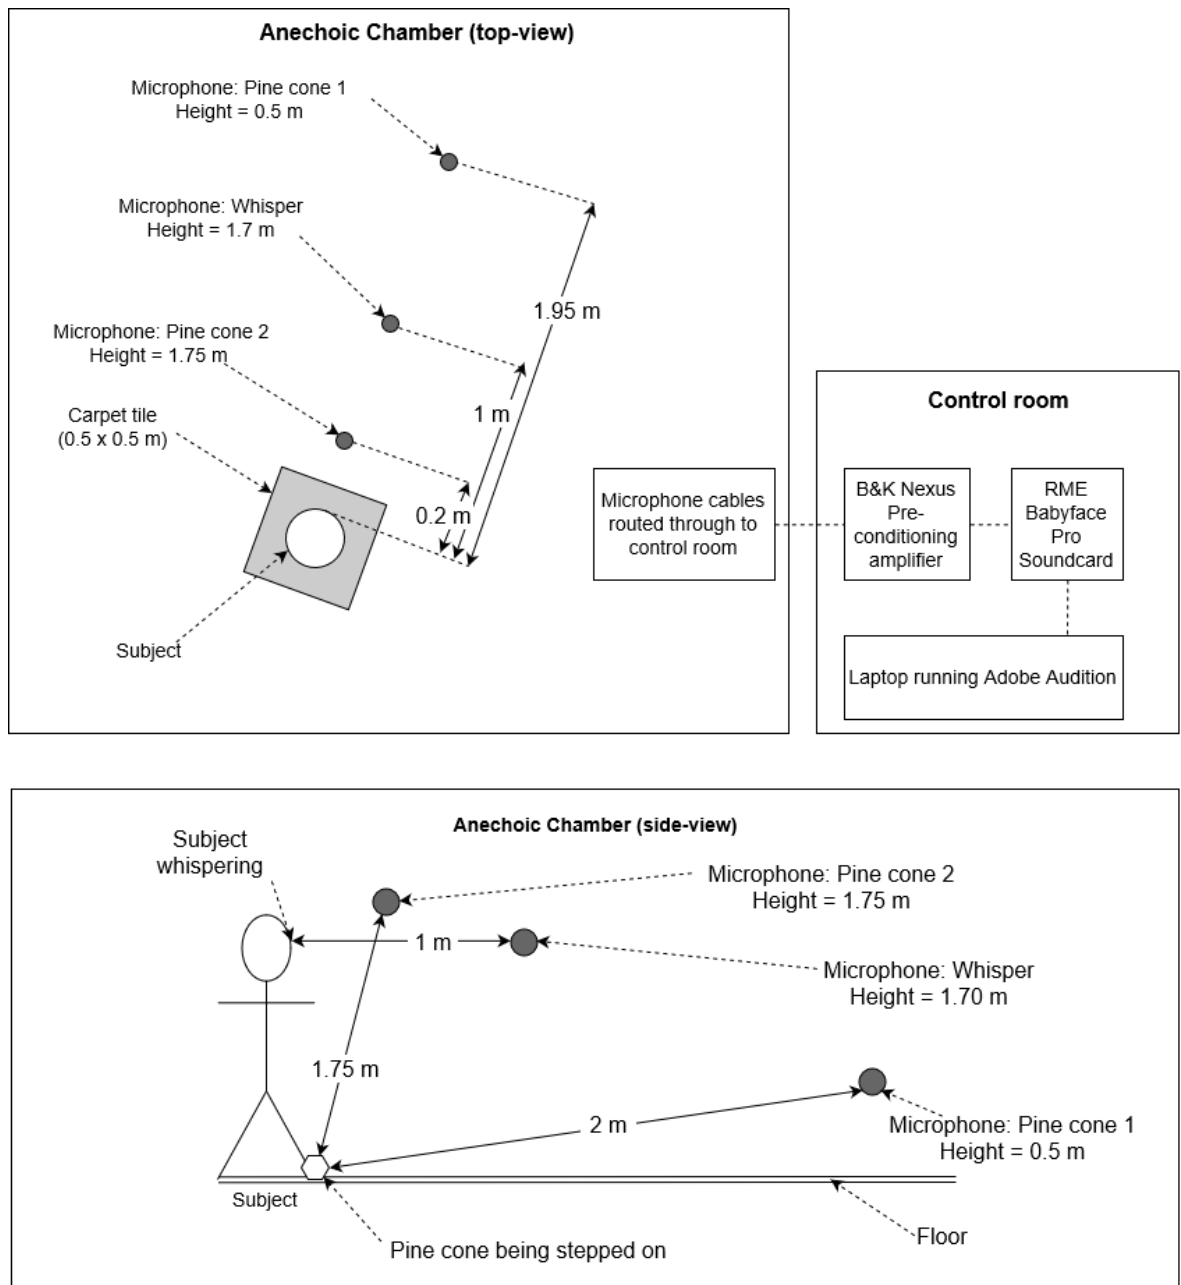 Anechoic Chamber (top-view)
Microphone: Pine cone 1
Height = 0.5 m
Microphone: Whisper
Height = 1.7 m
1.95 m
Microphone: Pine cone 2
Height = 1.75 m
Carpet tile
(0.5 x 0.5 m)
1 m
0.2 m
Subject
Microphone cables
routed through to
control room
Control room
B&K Nexus
Pre-
conditioning
amplifier
RME
Babyface
Pro
Soundcard
Laptop running Adobe Audition
Anechoic Chamber (side-view)
Subject
whispering
Microphone: Pine cone 2
Height = 1.75 m
1 m
Microphone: Whisper
Height = 1.70 m
1.75 m
2 m
Microphone: Pine cone 1
Height = 0.5 m
Subject
Pine cone being stepped on
Floor